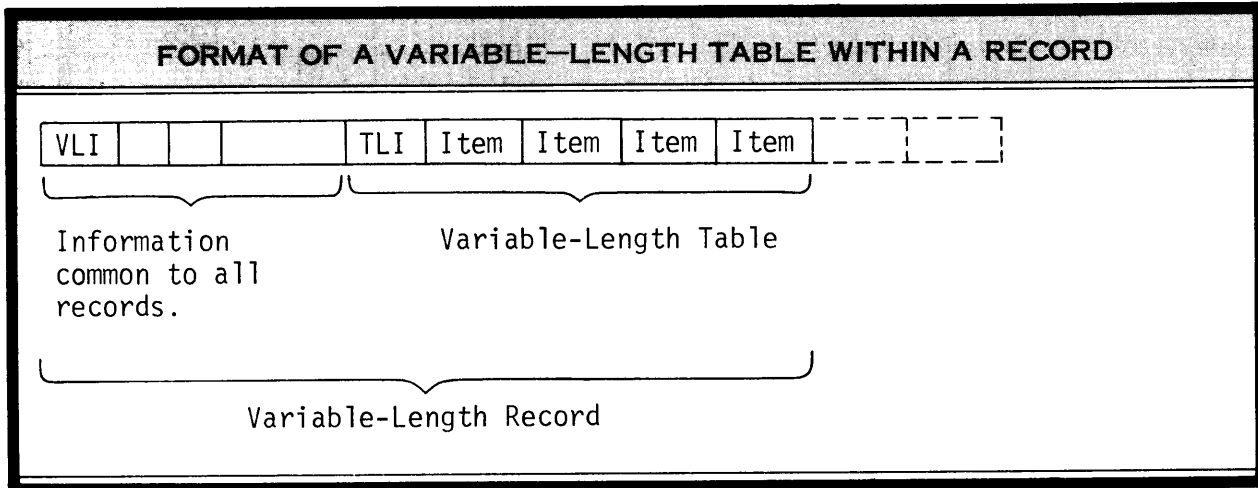 FORMAT OF A VARIABLE—LENGTH TABLE WITHIN A RECORD
VLI TLI Item Item Item Item
Information
common to all
records.
Variable-Length Table
Variable-Length Record